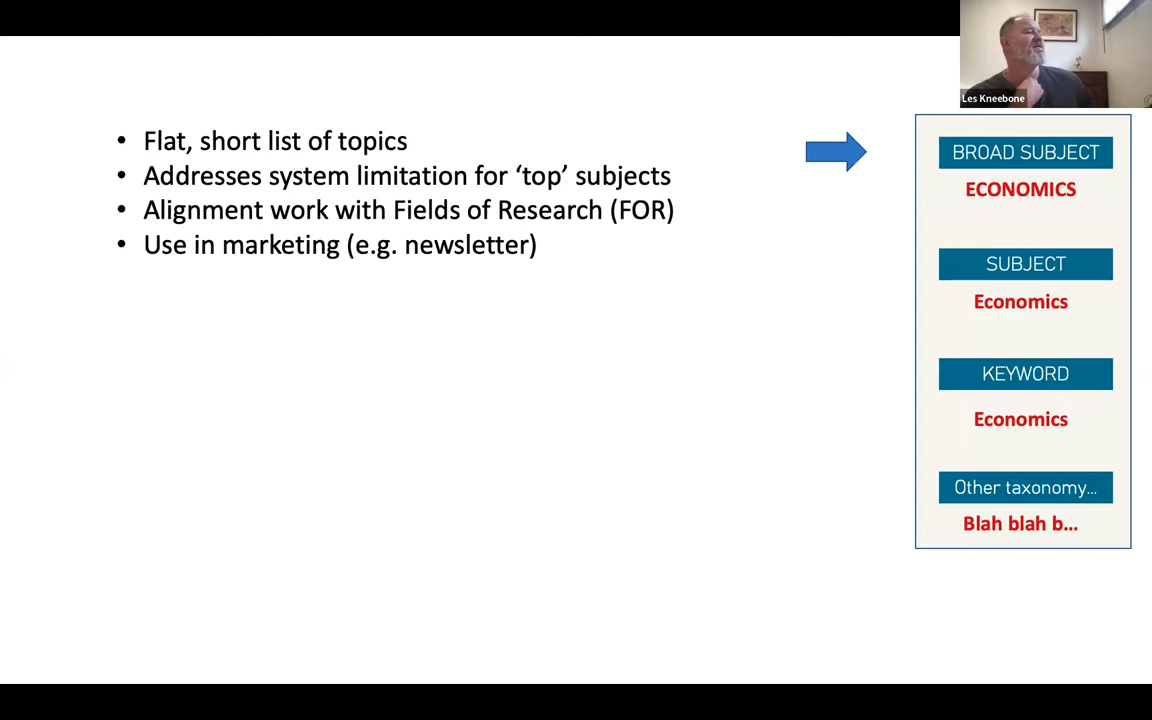 Les Kneebone
• Flat, short list of topics
• Addresses system limitation for ‘top’ subjects
• Alignment work with Fields of Research (FOR)
• Use in marketing (e.g. newsletter)
BROAD SUBJECT
ECONOMICS
SUBJECT
Economics
KEYWORD
Economics
Other taxonomy...
Blah blah b...